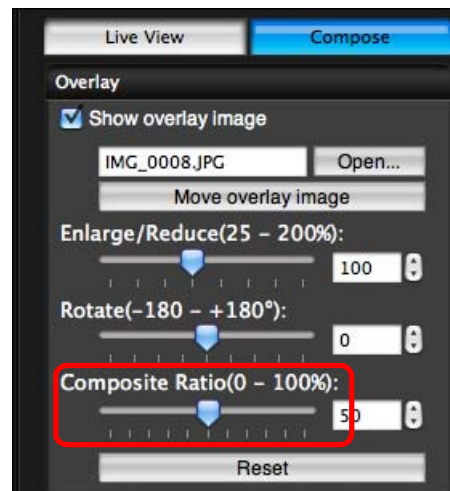 Live View Compose
Overlay
Show overlay image
IMG_0008.JPG Open...
Move overlay image
Enlarge/Reduce(25 – 200%):
100
Rotate(–180 – +180°):
0
Composite Ratio(0 – 100%):
50
Reset